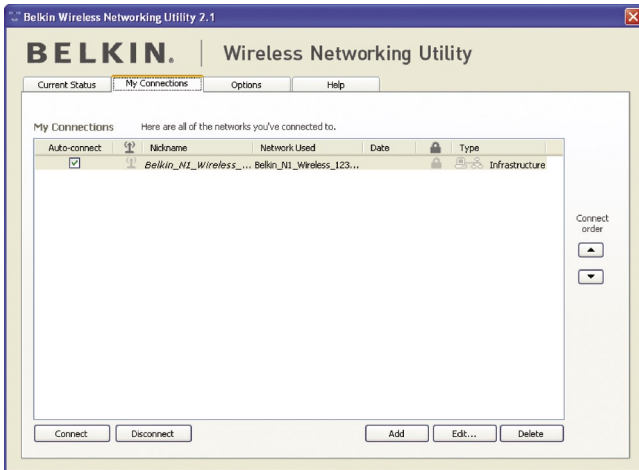 Belkin Wireless Networking Utility 2.1
BELKIN. | Wireless Networking Utility
Current Status My Connections Options Help
My Connections Here are all of the networks you've connected to.
Auto-connect Nickname Network Used Date Type
Belkin_N1_Wireless_... Belkin_N1_Wireless_123... Infrastructure
Connect
order
Connect Disconnect Add Edit... Delete